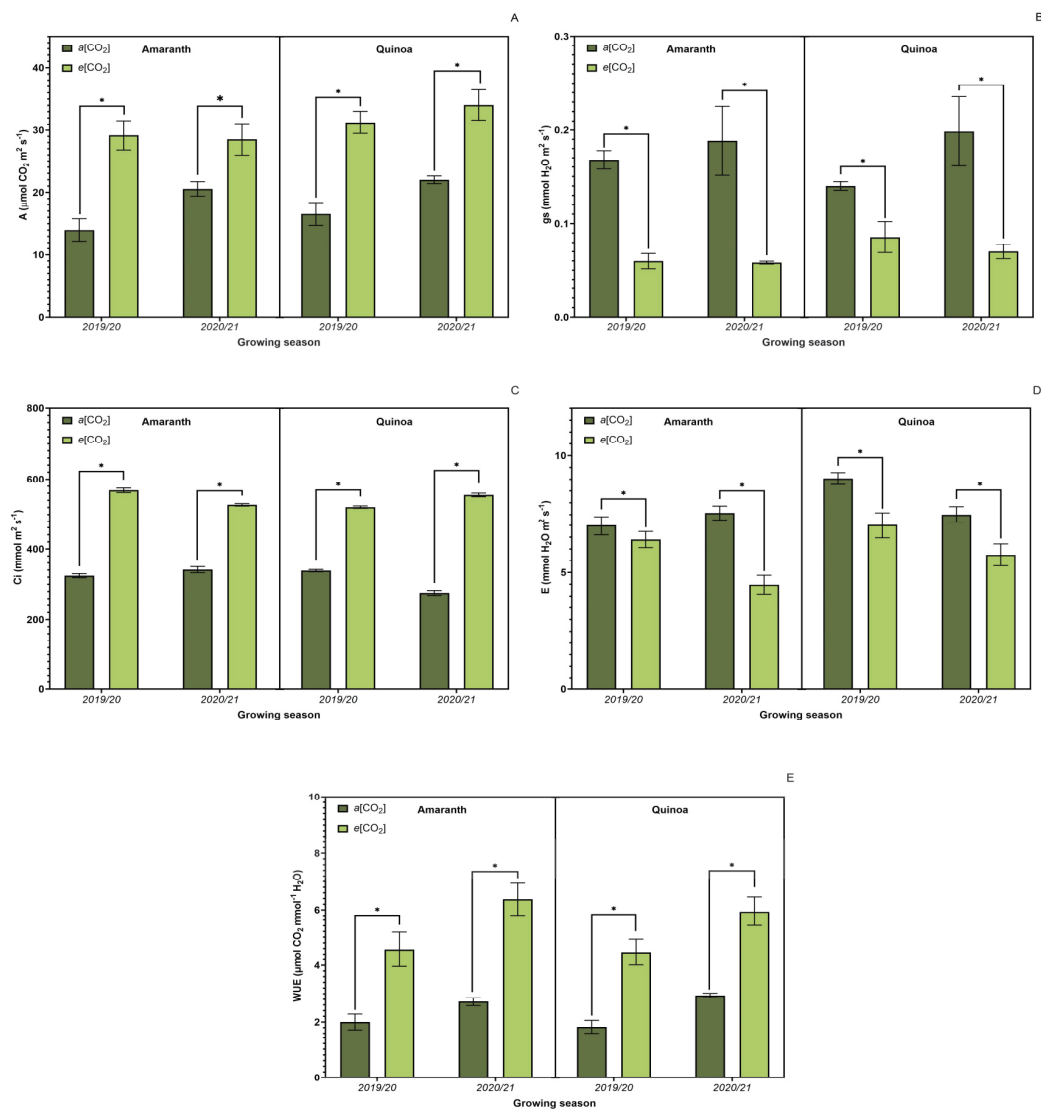 A
a[CO₂]
e[CO₂]
Amaranth
Quinoa
A (μmol CO₂ m² s⁻¹)
40
30
20
10
0
2019/20
2020/21
2019/20
2020/21
Growing season
*
*
*
*
B
a[CO₂]
e[CO₂]
Amaranth
Quinoa
gs (mmol H₂O m² s⁻¹)
0.3
0.2
0.1
0.0
2019/20
2020/21
2019/20
2020/21
Growing season
*
*
*
*
C
a[CO₂]
e[CO₂]
Amaranth
Quinoa
Ci (mmol m² s⁻¹)
800
600
400
200
0
2019/20
2020/21
2019/20
2020/21
Growing season
*
*
*
*
D
a[CO₂]
e[CO₂]
Amaranth
Quinoa
E (mmol H₂O m² s⁻¹)
10
5
0
2019/20
2020/21
2019/20
2020/21
Growing season
*
*
*
*
E
a[CO₂]
e[CO₂]
Amaranth
Quinoa
WUE (μmol CO₂ mmol⁻¹ H₂O)
10
8
6
4
2
0
2019/20
2020/21
2019/20
2020/21
Growing season
*
*
*
*